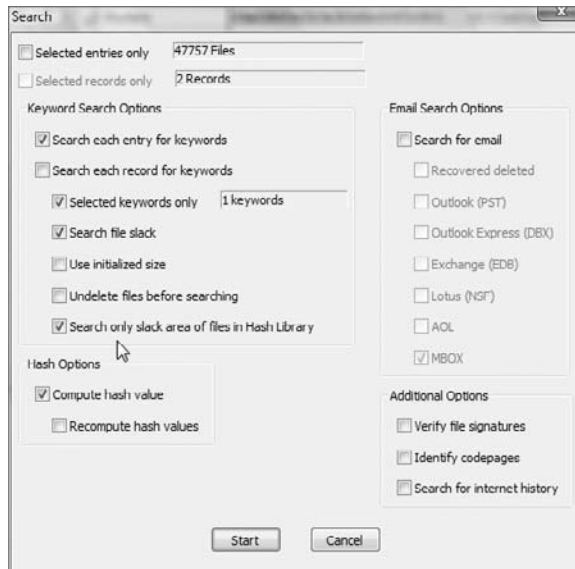 Search
Selected entries only 47757 Files
Selected records only 2 Records
Keyword Search Options
Search each entry for keywords
Search each record for keywords
Selected keywords only 1 keywords
Search file slack
Use initialized size
Undelete files before searching
Search only slack area of files in Hash Library
Hash Options
Compute hash value
Recompute hash values
Email Search Options
Search for email
Recovered deleted
Outlook (PST)
Outlook Express (DBX)
Exchange (EDB)
Lotus (NSF)
AOL
MBOX
Additional Options
Verify file signatures
Identify codepages
Search for internet history
Start
Cancel